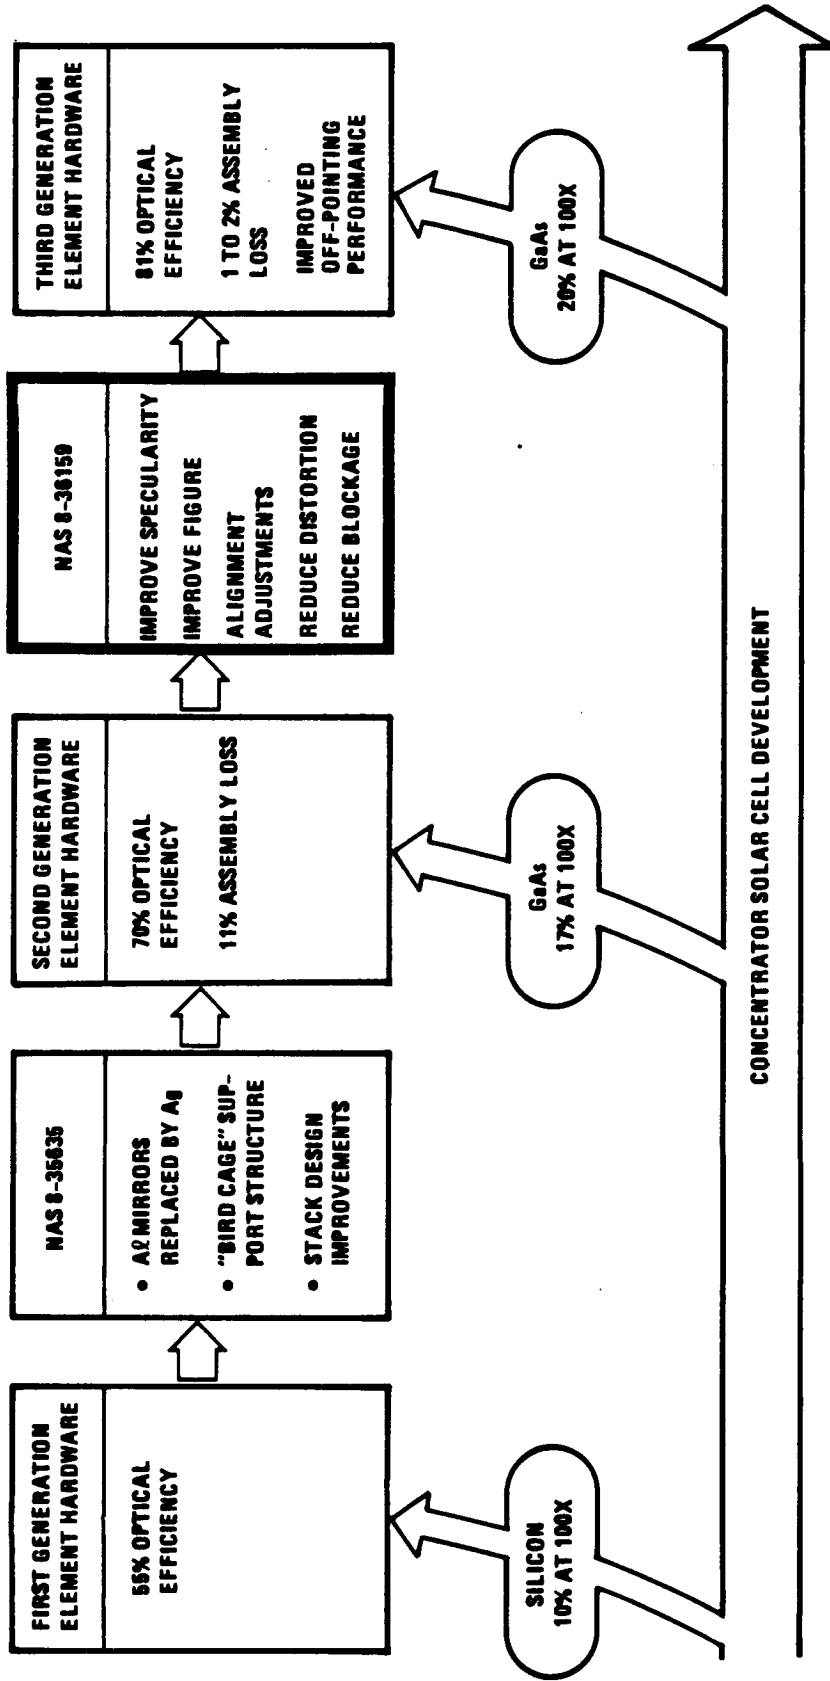 FIRST GENERATION
ELEMENT HARDWARE
55% OPTICAL
EFFICIENCY
NAS 8-35635
• Aℓ MIRRORS
REPLACED BY Ag
• "BIRD CAGE" SUP-
PORT STRUCTURE
• STACK DESIGN
IMPROVEMENTS
SECOND GENERATION
ELEMENT HARDWARE
70% OPTICAL
EFFICIENCY
11% ASSEMBLY LOSS
NAS 8-36159
IMPROVE SPECULARITY
IMPROVE FIGURE
ALIGNMENT
ADJUSTMENTS
REDUCE DISTORTION
REDUCE BLOCKAGE
THIRD GENERATION
ELEMENT HARDWARE
81% OPTICAL
EFFICIENCY
1 TO 2% ASSEMBLY
LOSS
IMPROVED
OFF-POINTING
PERFORMANCE
SILICON
10% AT 100X
GaAs
17% AT 100X
GaAs
20% AT 100X
CONCENTRATOR SOLAR CELL DEVELOPMENT